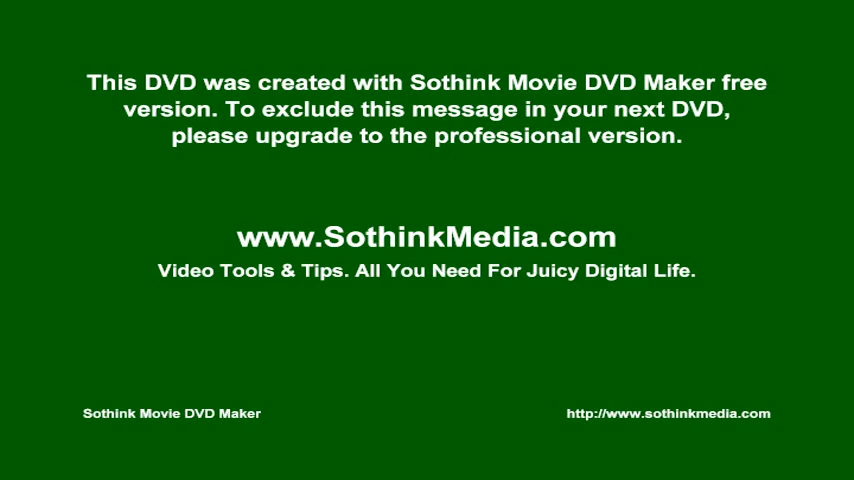 This DVD was created with Sothink Movie DVD Maker free
version. To exclude this message in your next DVD,
please upgrade to the professional version.
www.SothinkMedia.com
Video Tools & Tips. All You Need For Juicy Digital Life.
Sothink Movie DVD Maker
http://www.sothinkmedia.com